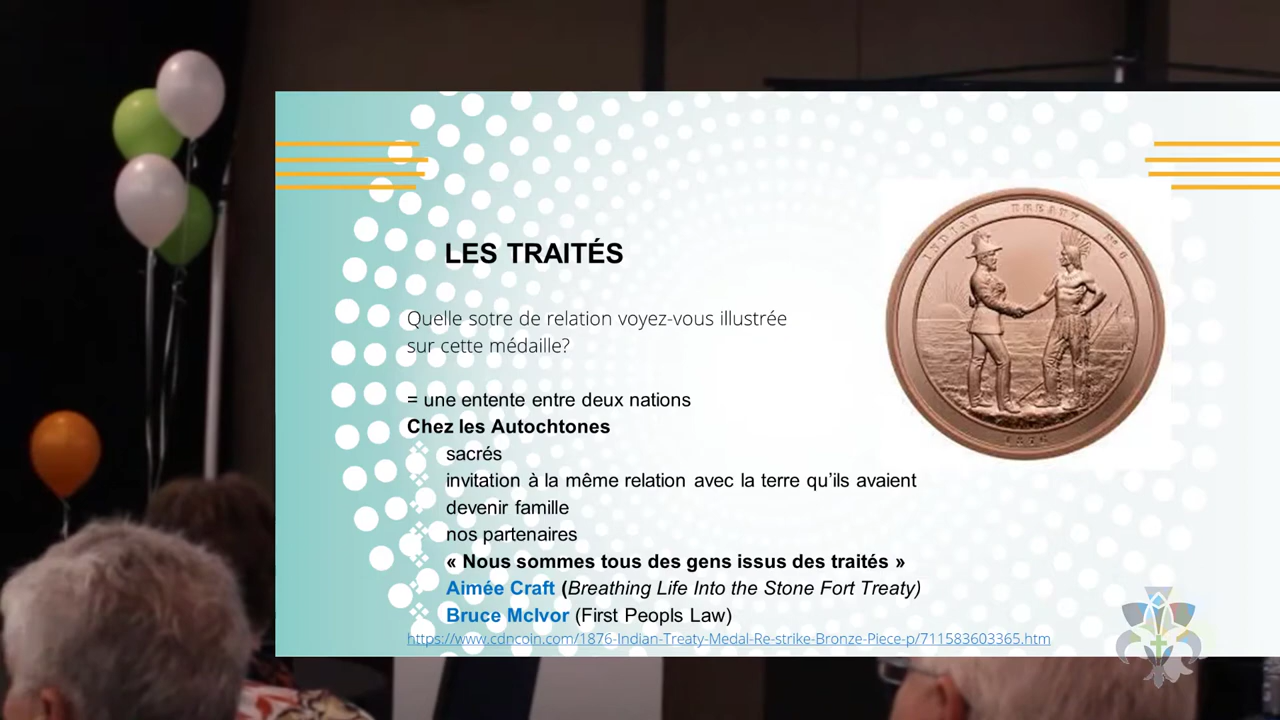 LES TRAITÉS
INDIAN TREATY No 6
Quelle sotre de relation voyez-vous illustrée
sur cette médaille?
= une entente entre deux nations
1876
Chez les Autochtones
sacrés
invitation à la même relation avec la terre qu’ils avaient
devenir famille
nos partenaires
« Nous sommes tous des gens issus des traités »
Aimée Craft (Breathing Life Into the Stone Fort Treaty)
Bruce McIvor (First Peopls Law)
https://www.cdncoin.com/1876-Indian-Treaty-Medal-Re-strike-Bronze-Piece-p/711583603365.htm